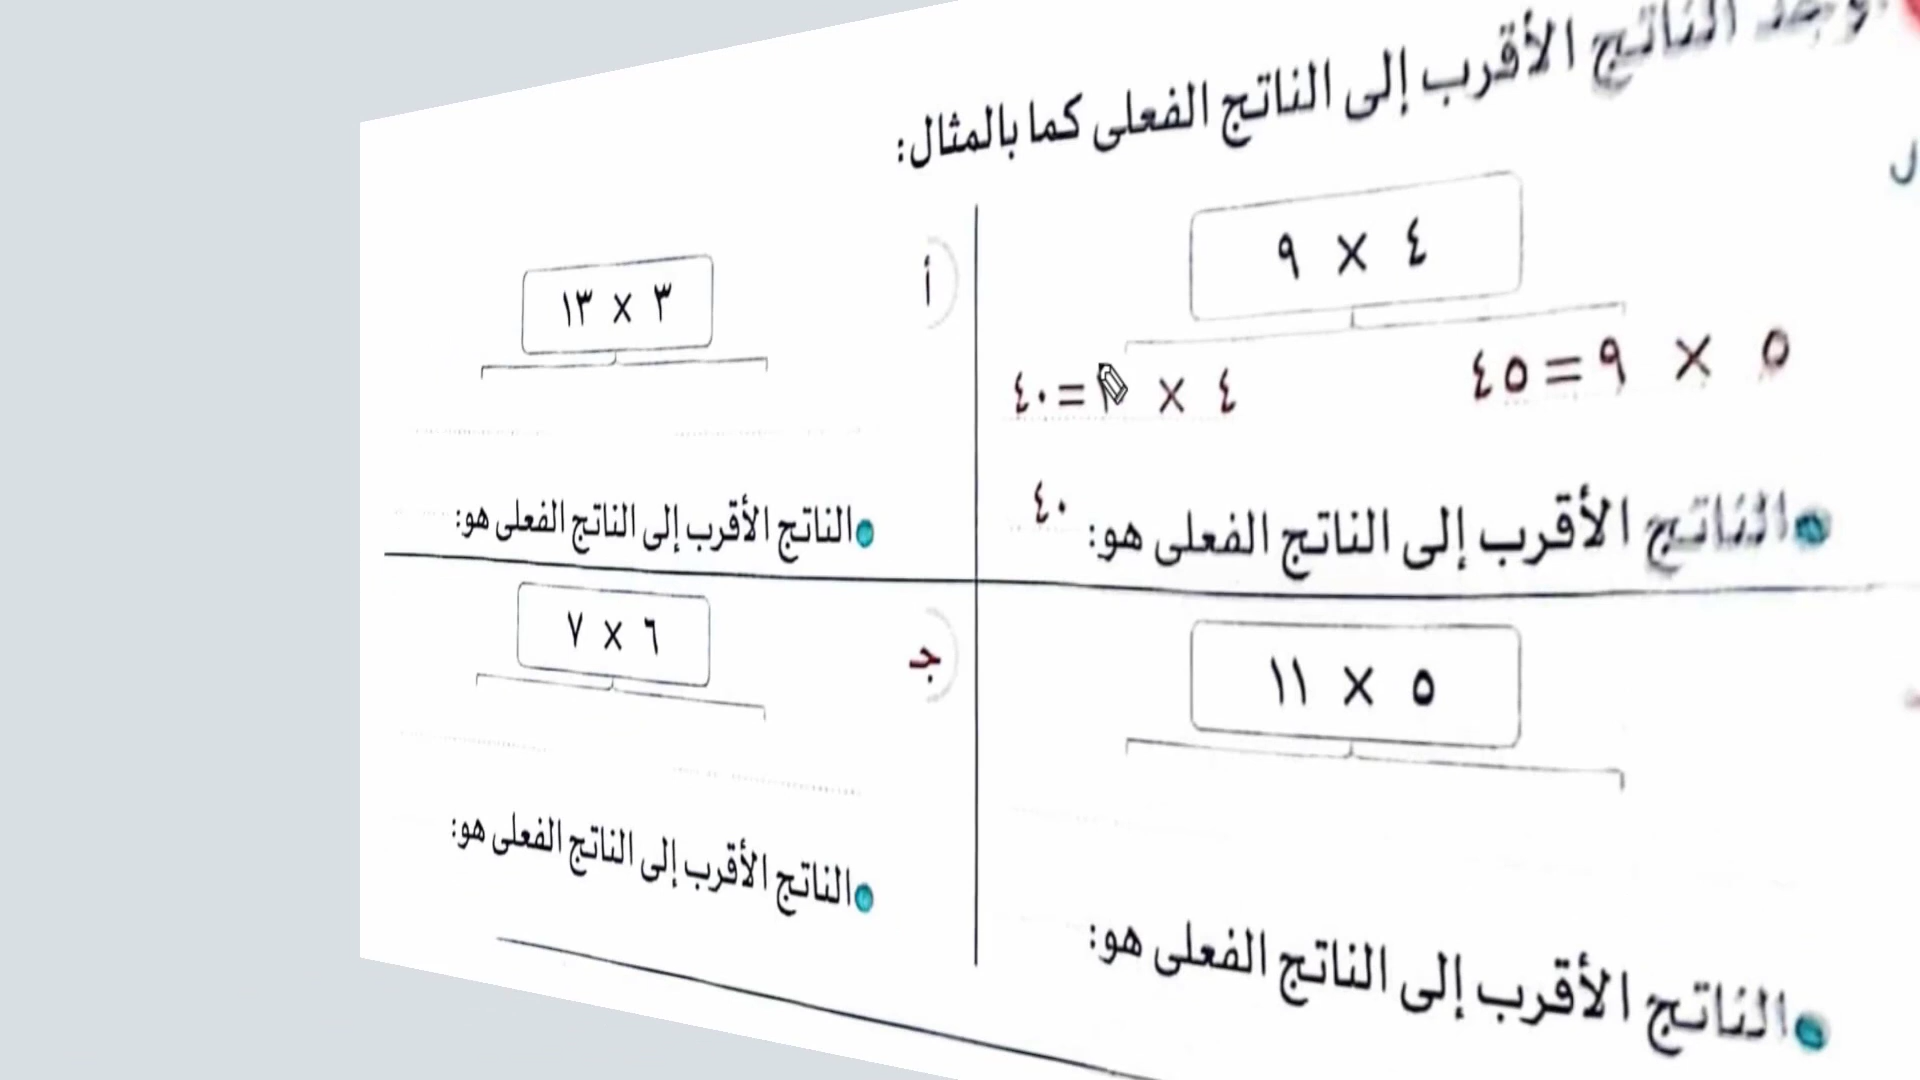 أوجد الناتج الأقرب إلى الناتج الفعلى كما بالمثال:
٤ × ٩
٥ × ٩ = ٤٥
٤ × = ٤٠
الناتج الأقرب إلى الناتج الفعلى هو: ٤٠
أ
٣ × ١٣
الناتج الأقرب إلى الناتج الفعلى هو:
٥ × ١١
الناتج الأقرب إلى الناتج الفعلى هو:
جـ
٦ × ٧
الناتج الأقرب إلى الناتج الفعلى هو: